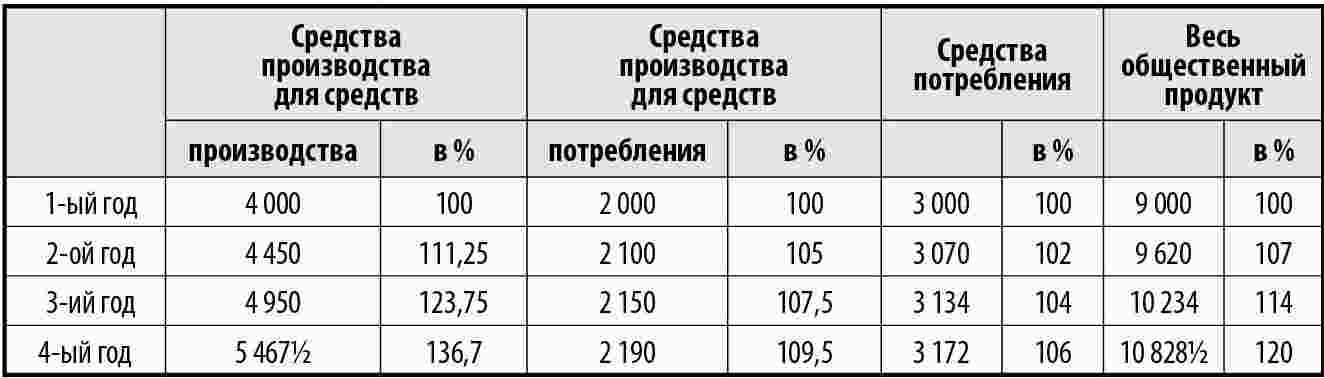 Средства производства для средств | Средства производства для средств | Средства потребления | Весь общественный продукт
производства | в % | потребления | в % | | в % | | в %
1-ый год | 4 000 | 100 | 2 000 | 100 | 3 000 | 100 | 9 000 | 100
2-ой год | 4 450 | 111,25 | 2 100 | 105 | 3 070 | 102 | 9 620 | 107
3-ий год | 4 950 | 123,75 | 2 150 | 107,5 | 3 134 | 104 | 10 234 | 114
4-ый год | 5 467½ | 136,7 | 2 190 | 109,5 | 3 172 | 106 | 10 828½ | 120